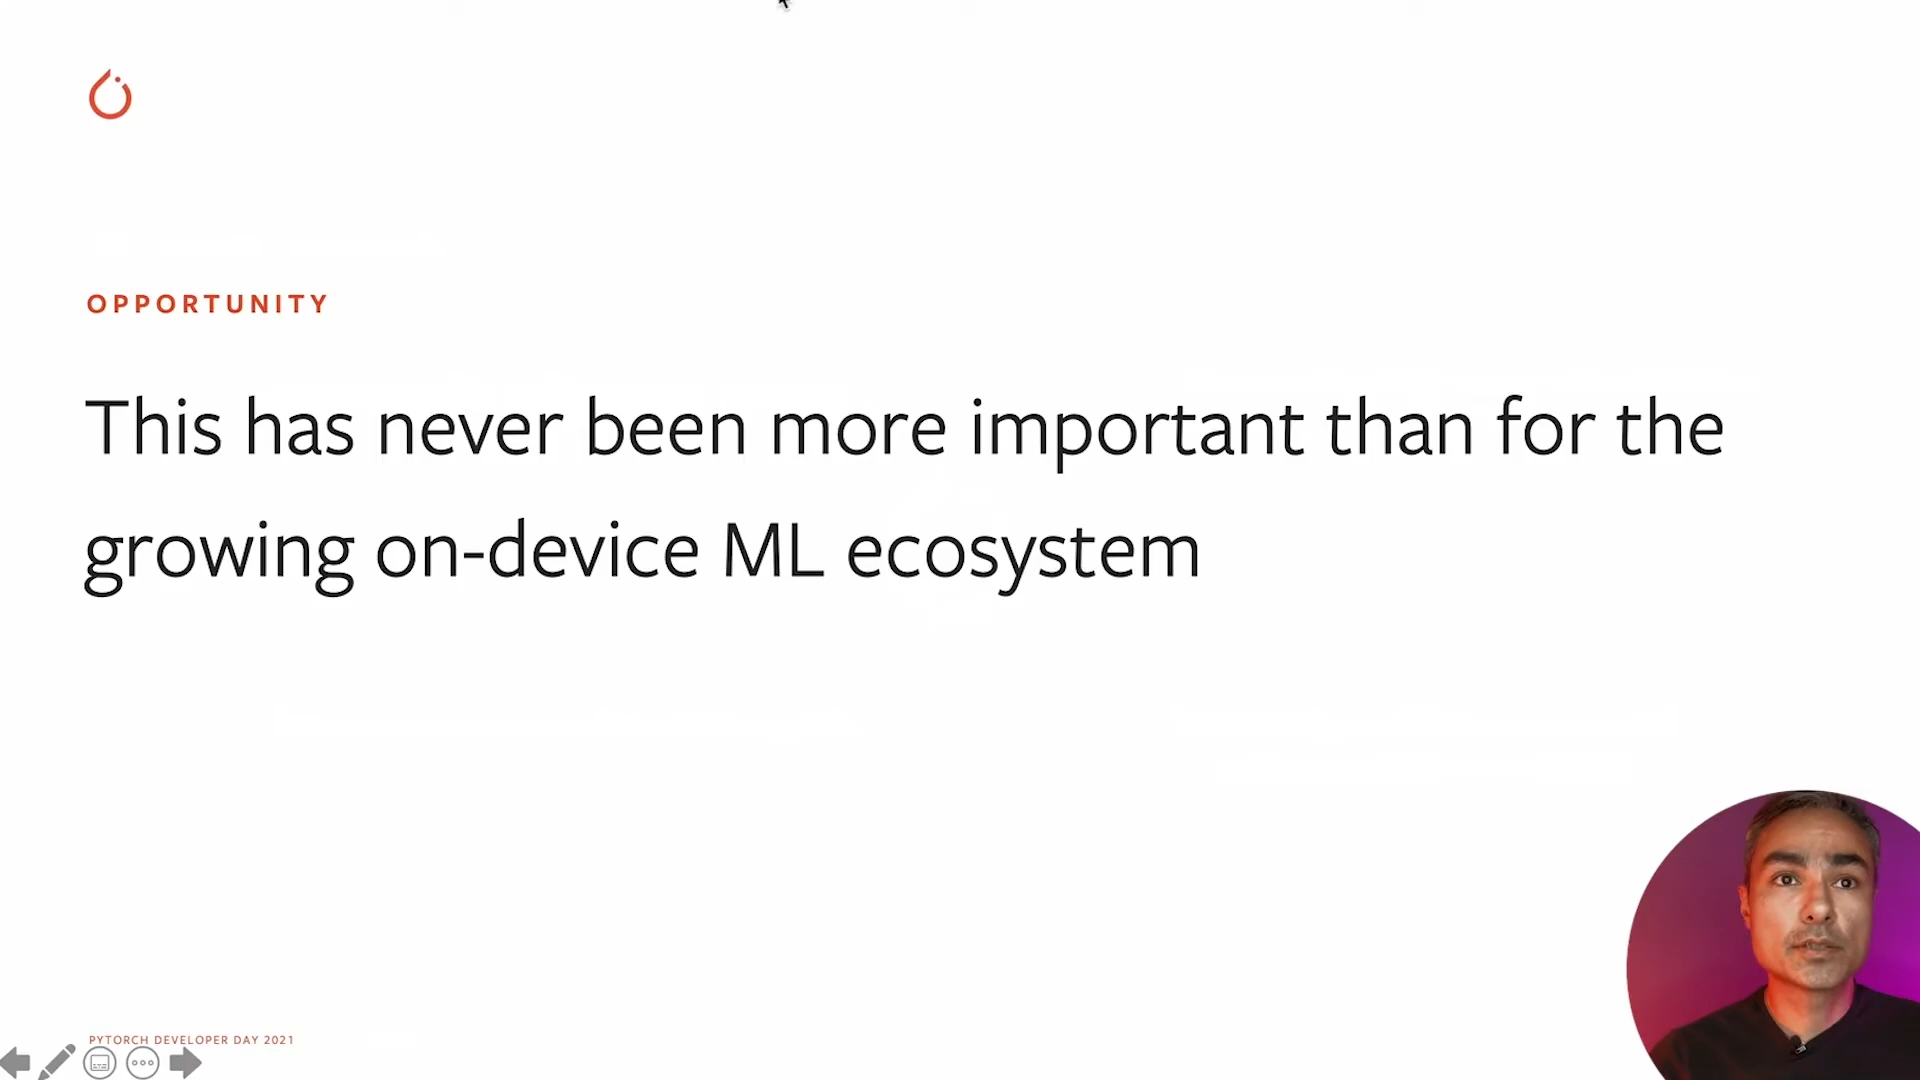 OPPORTUNITY
This has never been more important than for the
growing on-device ML ecosystem
PYTORCH DEVELOPER DAY 2021